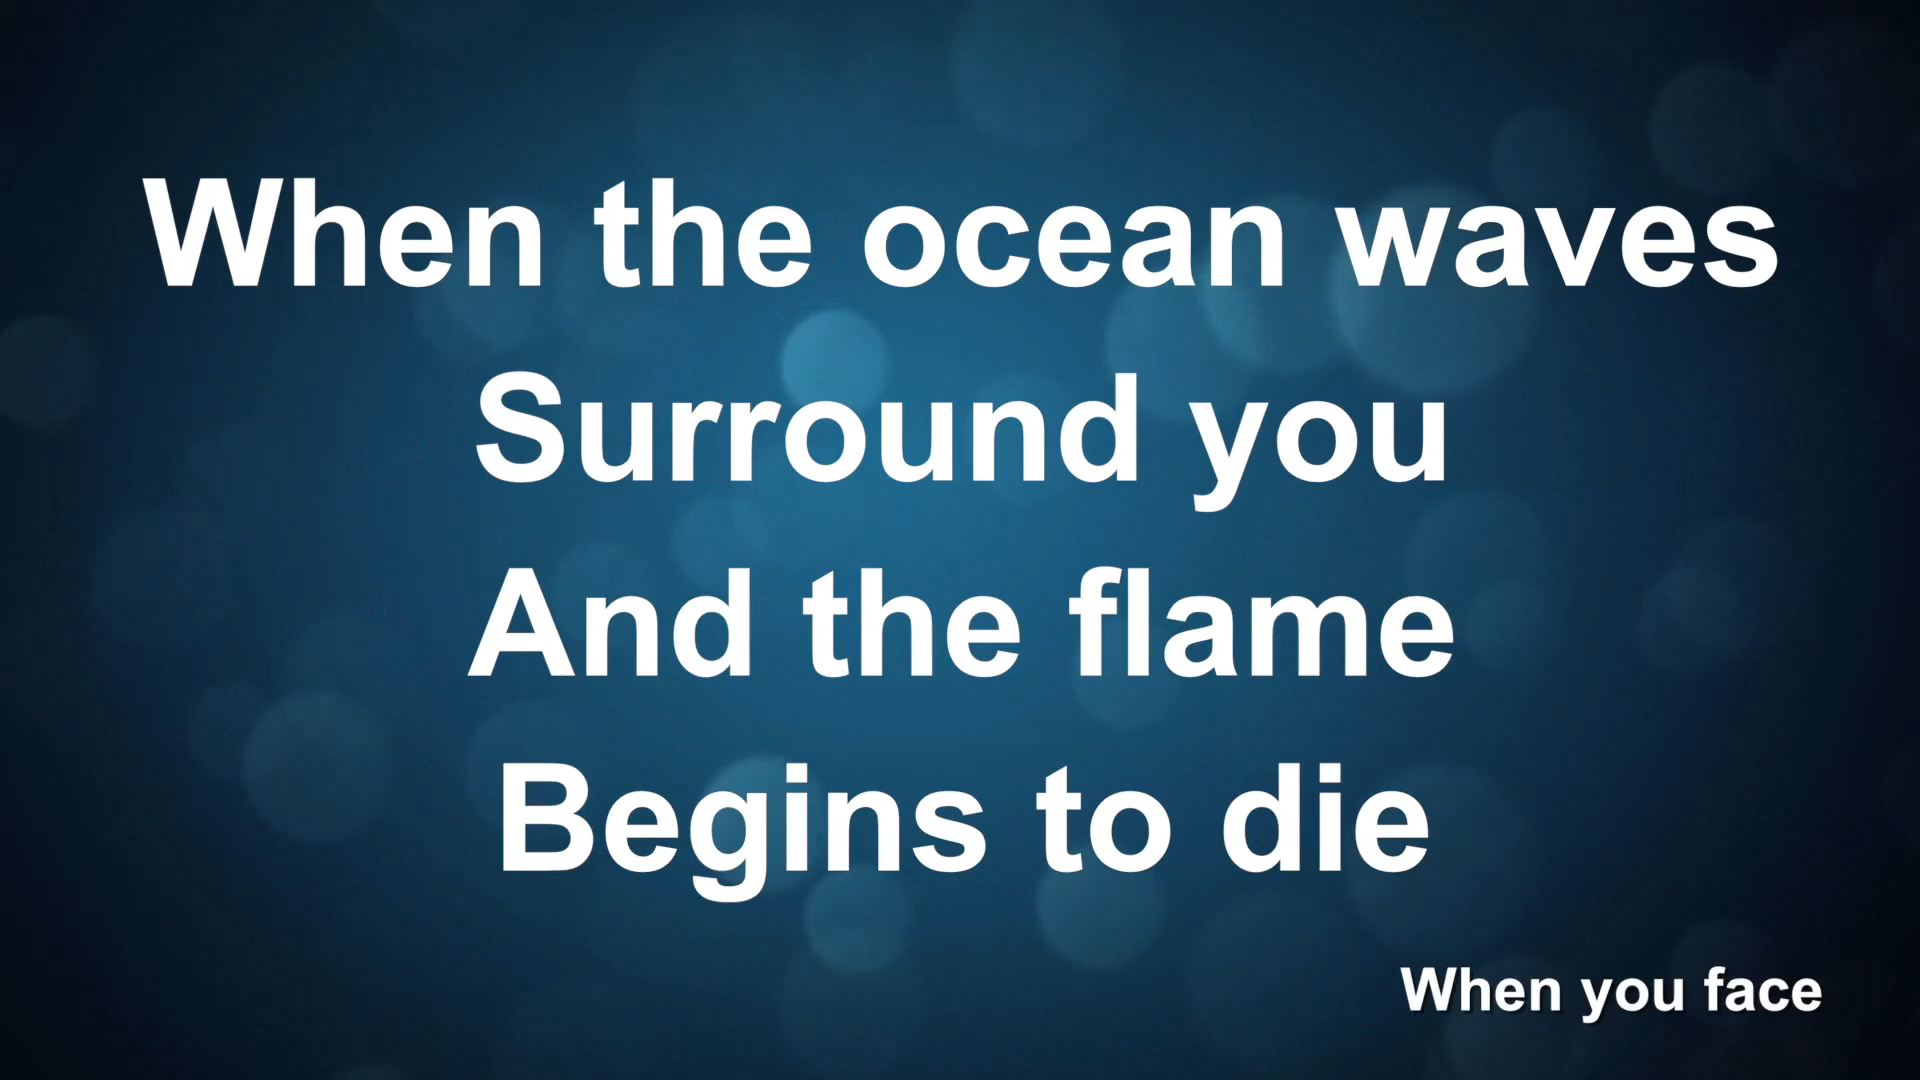 When the ocean waves
Surround you
And the flame
Begins to die
When you face